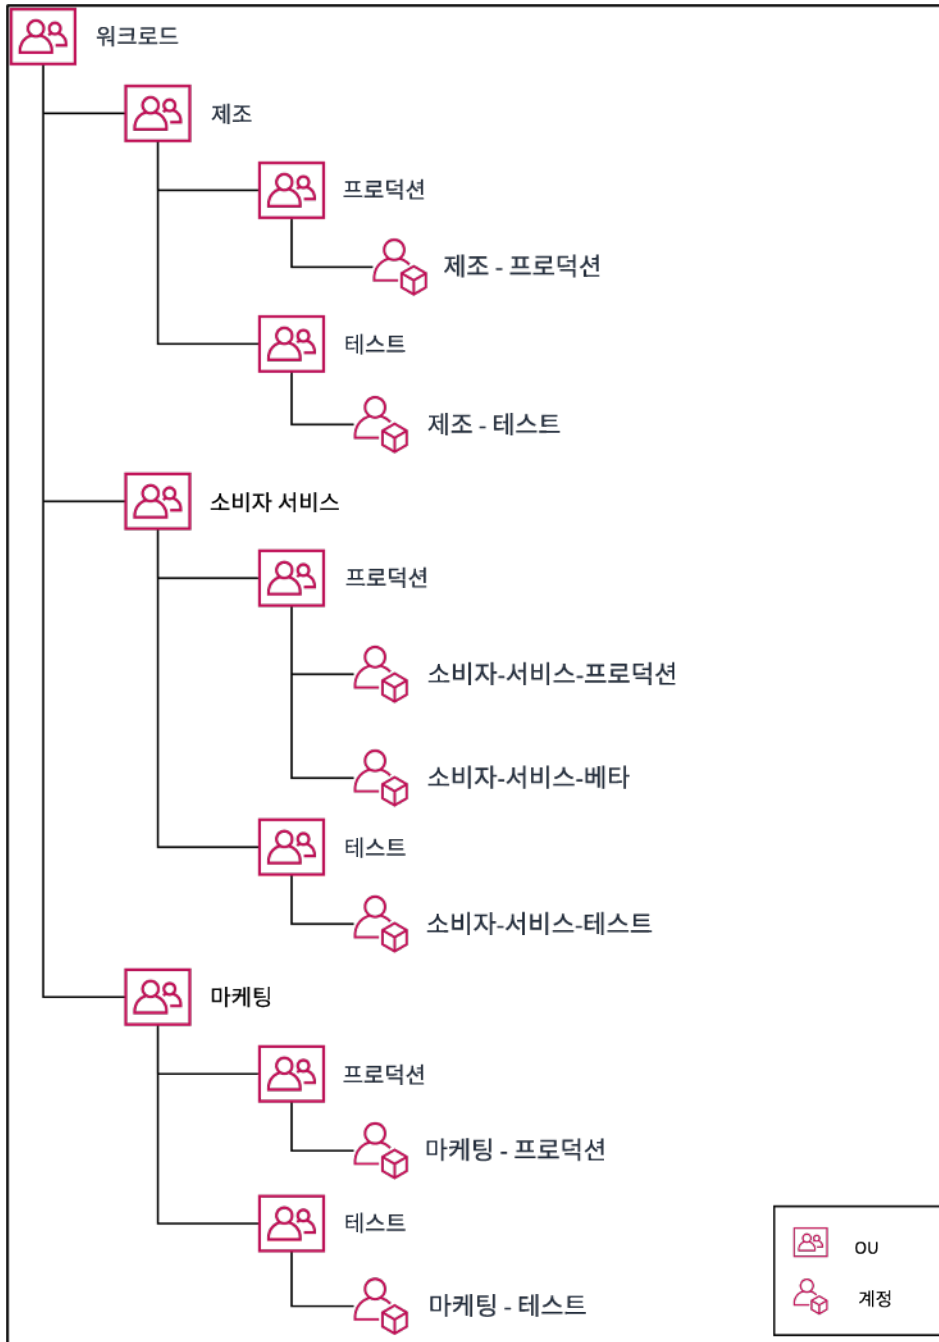 워크로드
제조
프로덕션
제조 - 프로덕션
테스트
제조 - 테스트
소비자 서비스
프로덕션
소비자-서비스-프로덕션
소비자-서비스-베타
테스트
소비자-서비스-테스트
마케팅
프로덕션
마케팅 - 프로덕션
테스트
마케팅 - 테스트
OU
계정